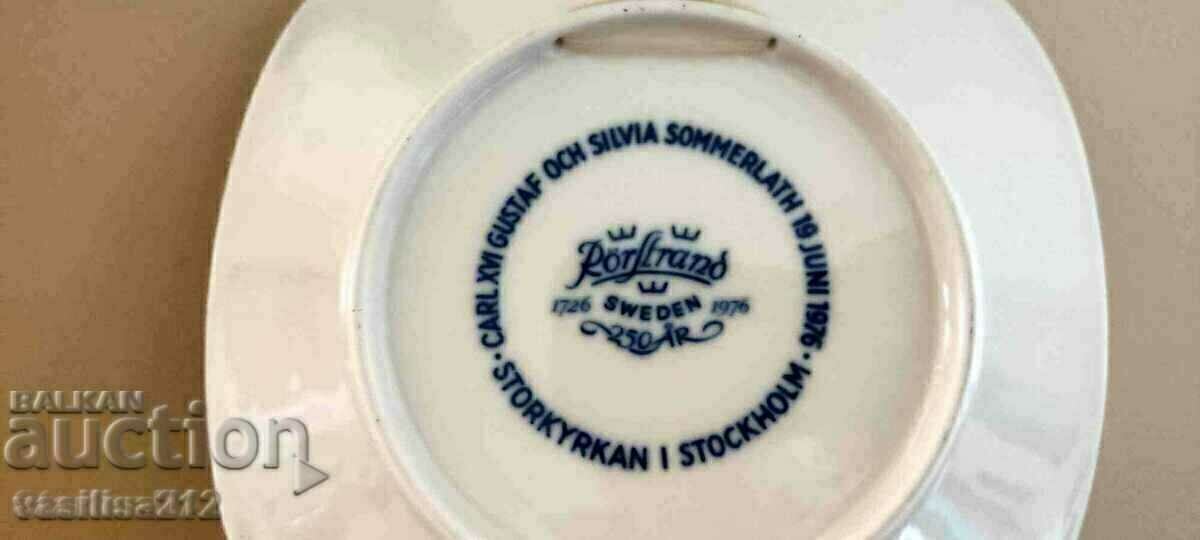 CARL XVI GUSTAF OCH SILVIA SOMMERLATH 19 JUNI 1976 ·
STORKYRKAN I STOCKHOLM ·
Rörstrand
1726 SWEDEN 1976
250 ÅR
BALKAN
auction
vasilisa212